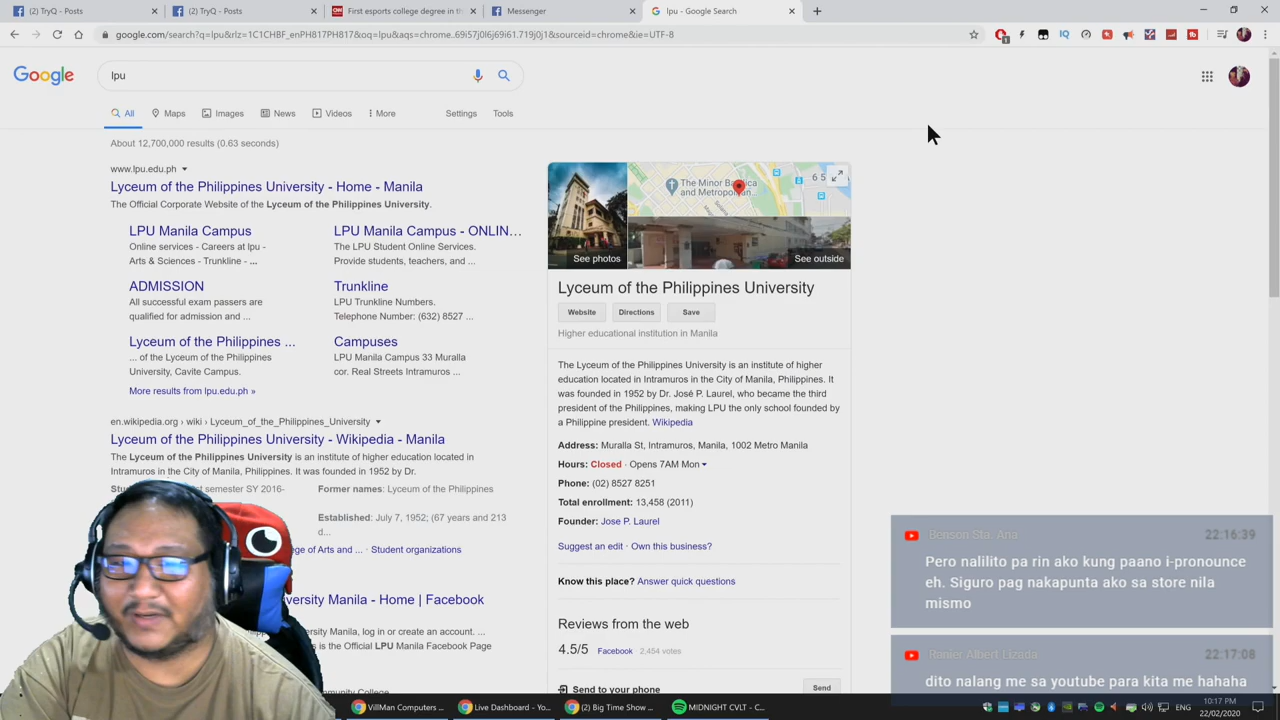 (2) TryQ - Posts
(2) TryQ - Posts
First esports college degree in th
Messenger
lpu - Google Search
google.com/search?q=lpu&rlz=1C1CHBF_enPH817PH817&oq=lpu&aqs=chrome..69i57j0l6j69i61.719j0j1&sourceid=chrome&ie=UTF-8
Google
lpu
All
Maps
Images
News
Videos
More
Settings
Tools
About 12,700,000 results (0.63 seconds)
www.lpu.edu.ph
Lyceum of the Philippines University - Home - Manila
The Official Corporate Website of the Lyceum of the Philippines University.
LPU Manila Campus
Online services - Careers at lpu -
Arts & Sciences - Trunkline - ...
LPU Manila Campus - ONLIN...
The LPU Student Online Services.
Provide students, teachers, and ...
ADMISSION
All successful exam passers are
qualified for admission and ...
Trunkline
LPU Trunkline Numbers.
Telephone Number: (632) 8527 ...
Lyceum of the Philippines ...
... of the Lyceum of the Philippines
University, Cavite Campus.
Campuses
LPU Manila Campus 33 Muralla
cor. Real Streets Intramuros ...
More results from lpu.edu.ph »
en.wikipedia.org › wiki › Lyceum_of_the_Philippines_University
Lyceum of the Philippines University - Wikipedia - Manila
The Lyceum of the Philippines University is an institute of higher education located in
Intramuros in the City of Manila, Philippines. It was founded in 1952 by Dr.
st semester SY 2016-
Former names: Lyceum of the Philippines
Established: July 7, 1952; (67 years and 213
d...
ege of Arts and ... · Student organizations
versity Manila - Home | Facebook
ersity Manila, log in or create an account. ...
s is the Official LPU Manila Facebook Page
mmunity College
The Minor Basilica
and Metropolitan...
6 5
See photos
See outside
Lyceum of the Philippines University
Website
Directions
Save
Higher educational institution in Manila
The Lyceum of the Philippines University is an institute of higher
education located in Intramuros in the City of Manila, Philippines. It
was founded in 1952 by Dr. José P. Laurel, who became the third
president of the Philippines, making LPU the only school founded by
a Philippine president. Wikipedia
Address: Muralla St, Intramuros, Manila, 1002 Metro Manila
Hours: Closed · Opens 7AM Mon
Phone: (02) 8527 8251
Total enrollment: 13,458 (2011)
Founder: Jose P. Laurel
Suggest an edit · Own this business?
Know this place? Answer quick questions
Reviews from the web
4.5/5 Facebook · 2,454 votes
Send to your phone
Send
Benson Sta. Ana 22:16:39
Pero nalilito pa rin ako kung paano i-pronounce
eh. Siguro pag nakapunta ako sa store nila
mismo
Ranier Albert Lizada 22:17:08
dito nalang me sa youtube para kita me hahaha
VillMan Computers ...
Live Dashboard - Yo...
(2) Big Time Show ...
MIDNIGHT CVLT - C...
ENG
10:17 PM
22/02/2020